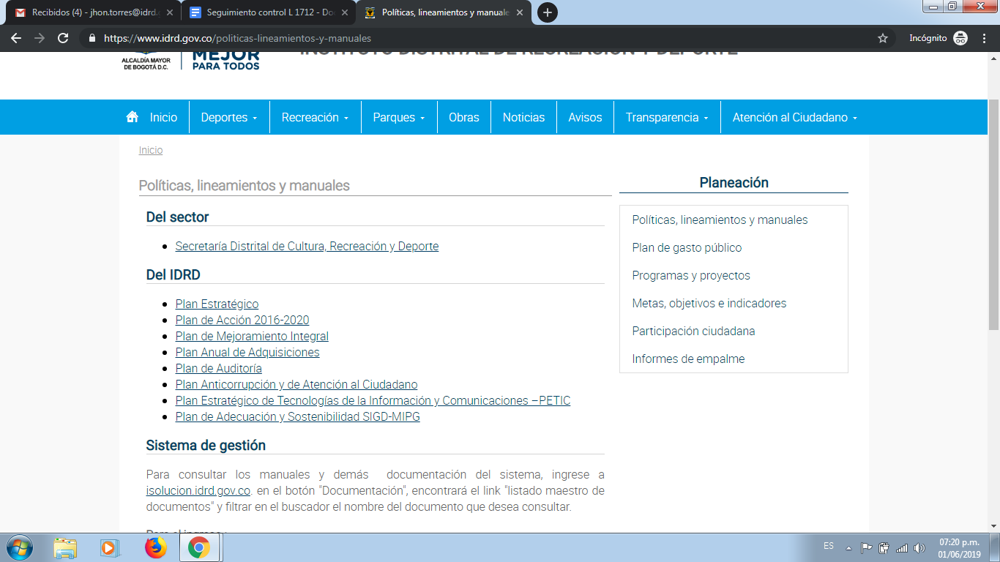 Recibidos (4) - jhon.torres@idrd.g
Seguimiento control L 1712 - Do
Políticas, lineamientos y manuale
https://www.idrd.gov.co/politicas-lineamientos-y-manuales
Incógnito
ALCALDÍA MAYOR
DE BOGOTÁ D.C.
MEJOR
PARA TODOS
INSTITUTO DISTRITAL DE RECREACIÓN Y DEPORTE
Inicio
Deportes
Recreación
Parques
Obras
Noticias
Avisos
Transparencia
Atención al Ciudadano
Inicio
Políticas, lineamientos y manuales
Del sector
Secretaría Distrital de Cultura, Recreación y Deporte
Del IDRD
Plan Estratégico
Plan de Acción 2016-2020
Plan de Mejoramiento Integral
Plan Anual de Adquisiciones
Plan de Auditoría
Plan Anticorrupción y de Atención al Ciudadano
Plan Estratégico de Tecnologías de la Información y Comunicaciones –PETIC
Plan de Adecuación y Sostenibilidad SIGD-MIPG
Sistema de gestión
Para consultar los manuales y demás documentación del sistema, ingrese a
isolucion.idrd.gov.co. en el botón "Documentación", encontrará el link "listado maestro de
documentos" y filtrar en el buscador el nombre del documento que desea consultar.
Para el ingreso :
Planeación
Políticas, lineamientos y manuales
Plan de gasto público
Programas y proyectos
Metas, objetivos e indicadores
Participación ciudadana
Informes de empalme
ES
07:20 p.m.
01/06/2019